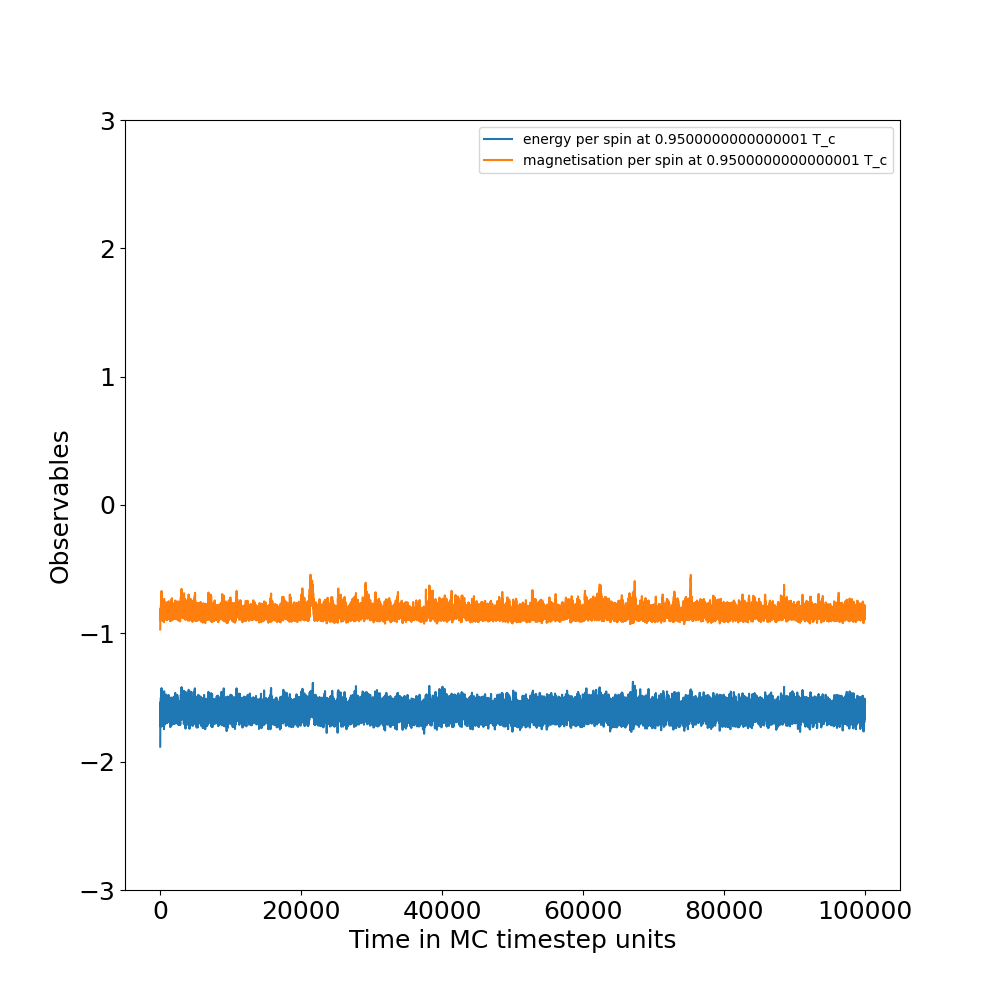 energy per spin at 0.9500000000000001 T_c
magnetisation per spin at 0.9500000000000001 T_c
3
2
1
0
−1
−2
−3
Observables
0 20000 40000 60000 80000 100000
Time in MC timestep units